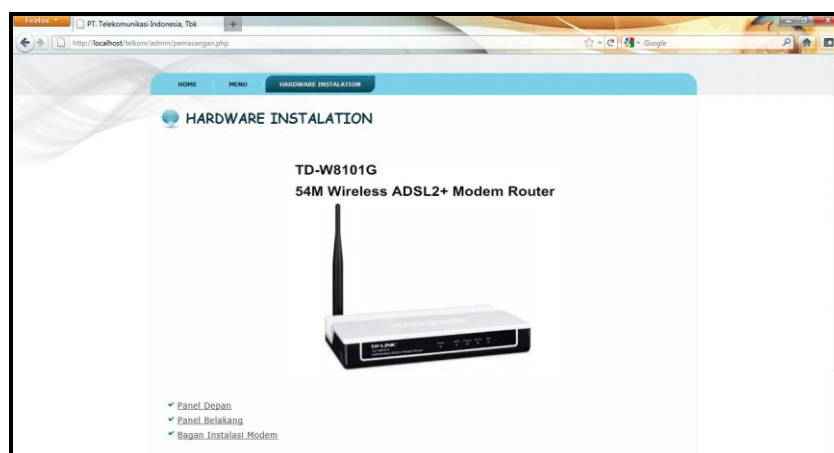 Firefox
PT. Telekomunikasi Indonesia, Tbk
http://localhost/telkom/admin/pemasangan.php
Google
HOME
MENU
HARDWARE INSTALATION
HARDWARE INSTALATION
TD-W8101G
54M Wireless ADSL2+ Modem Router
TP-LINK
Panel Depan
Panel Belakang
Bagan Instalasi Modem